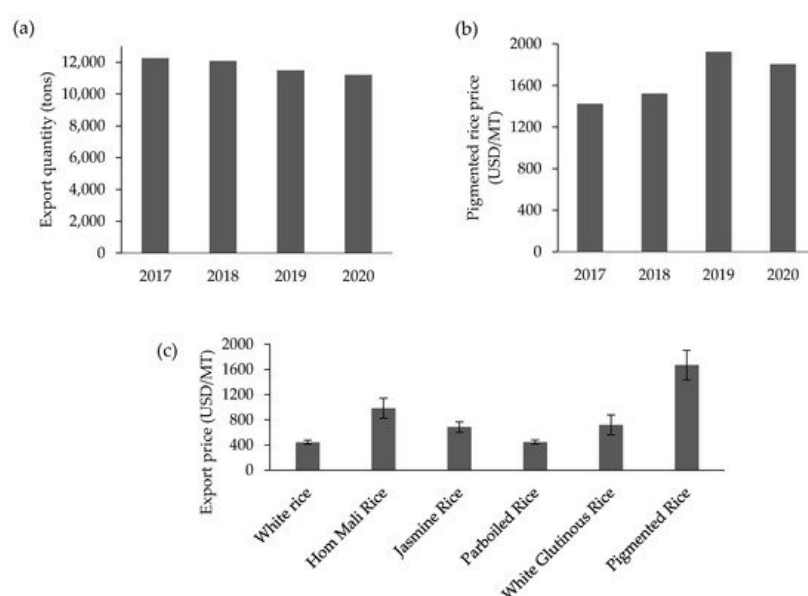 (a)
Export quantity (tons)
12,000
10,000
8,000
6,000
4,000
2,000
0
2017 2018 2019 2020
(b)
Pigmented rice price
(USD/MT)
2000
1600
1200
800
400
0
2017 2018 2019 2020
(c)
Export price (USD/MT)
2000
1600
1200
800
400
0
White rice
Hom Mali Rice
Jasmine Rice
Parboiled Rice
White Glutinous Rice
Pigmented Rice